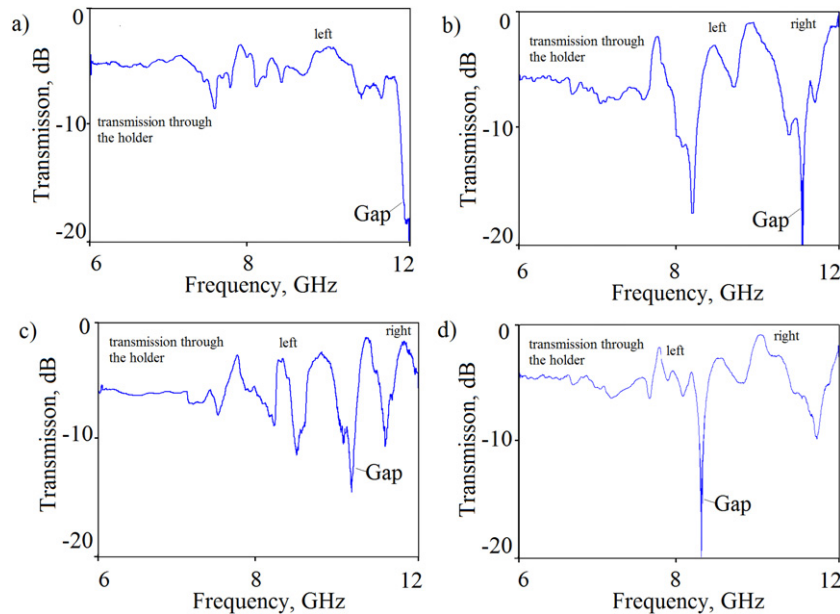 a)
0
-10
-20
Transmisson, dB
left
transmission through
the holder
Gap
6
8
12
Frequency, GHz
b)
0
-10
-20
Transmisson, dB
transmission through
the holder
left
right
Gap
6
8
12
Frequency, GHz
c)
0
-10
-20
Transmisson, dB
transmission through
the holder
left
right
Gap
6
8
12
Frequency, GHz
d)
0
-10
-20
Transmisson, dB
transmission through
the holder
left
right
Gap
6
8
12
Frequency, GHz